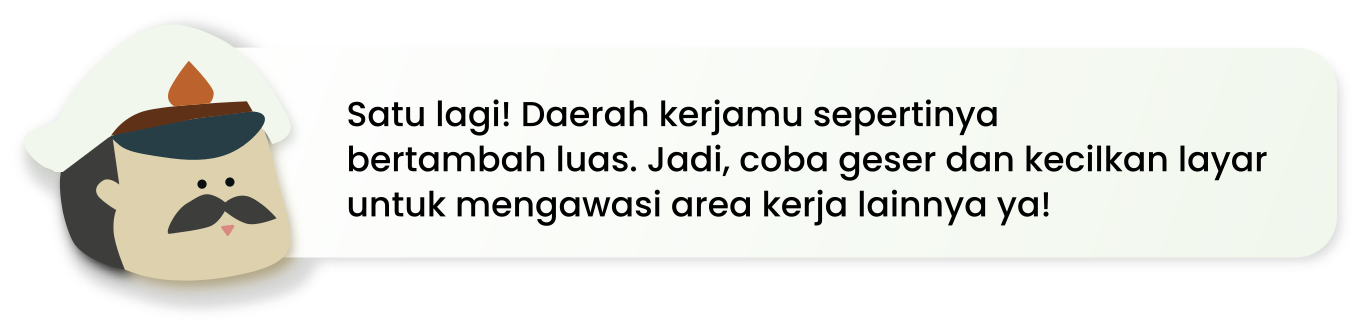 Satu lagi! Daerah kerjamu sepertinya
bertambah luas. Jadi, coba geser dan kecilkan layar
untuk mengawasi area kerja lainnya ya!